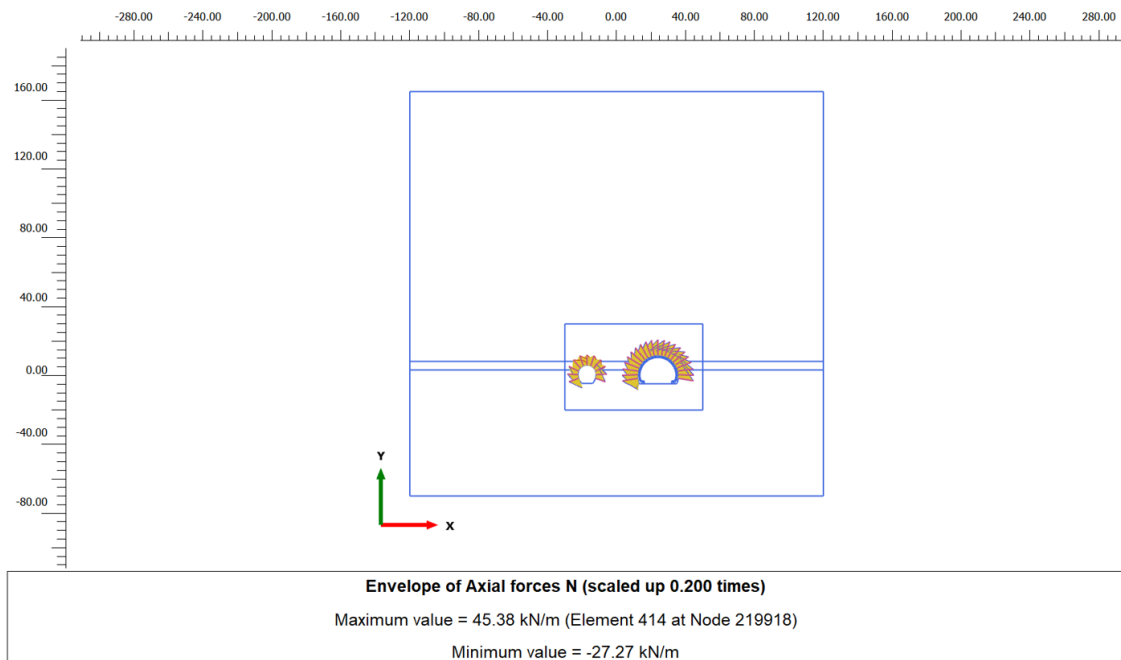 -280.00 -240.00 -200.00 -160.00 -120.00 -80.00 -40.00 0.00 40.00 80.00 120.00 160.00 200.00 240.00 280.00
160.00
120.00
80.00
40.00
0.00
-40.00
-80.00
Y
X
Envelope of Axial forces N (scaled up 0.200 times)
Maximum value = 45.38 kN/m (Element 414 at Node 219918)
Minimum value = -27.27 kN/m